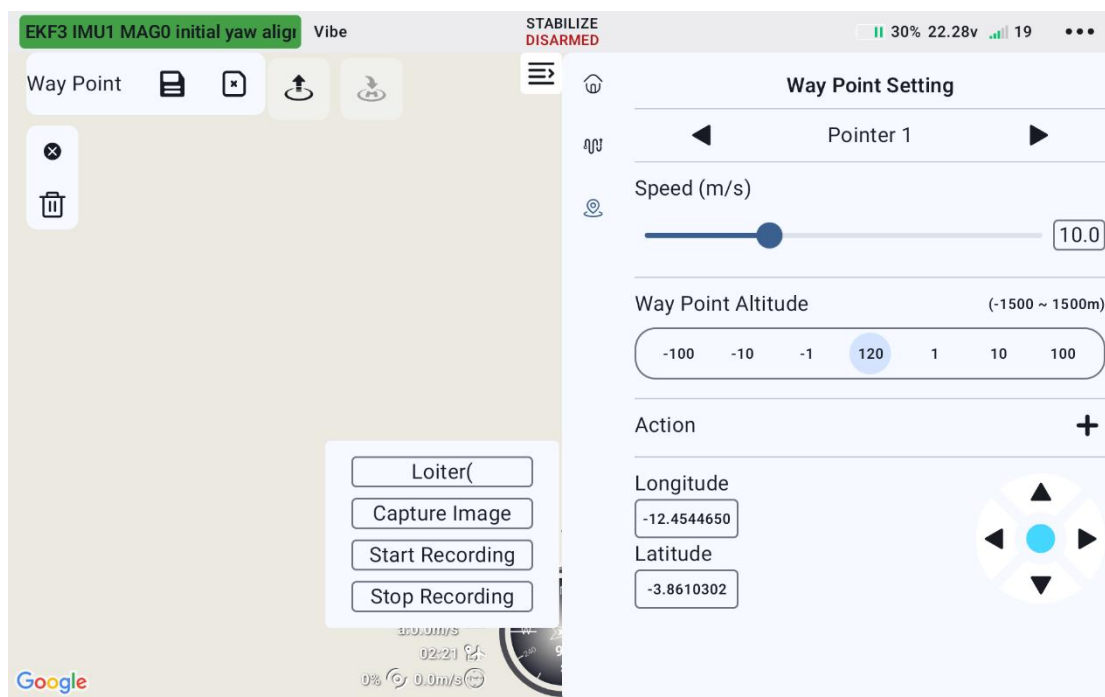 EKF3 IMU1 MAG0 initial yaw align
Vibe
STABILIZE
DISARMED
30% 22.28v 19
Way Point
Way Point Setting
Pointer 1
Speed (m/s)
10.0
Way Point Altitude (-1500 ~ 1500m)
-100 -10 -1 120 1 10 100
Action
Loiter(
Capture Image
Start Recording
Stop Recording
Longitude
-12.4544650
Latitude
-3.8610302
02:21
0% 0.0m/s
Google